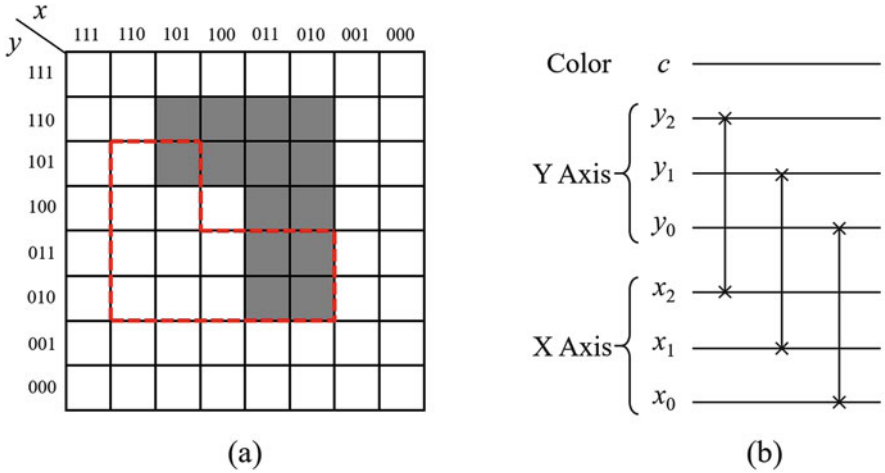 x
y
111 110 101 100 011 010 001 000
111
110
101
100
011
010
001
000
(a)
Color c
Y Axis
y₂
y₁
y₀
X Axis
x₂
x₁
x₀
(b)